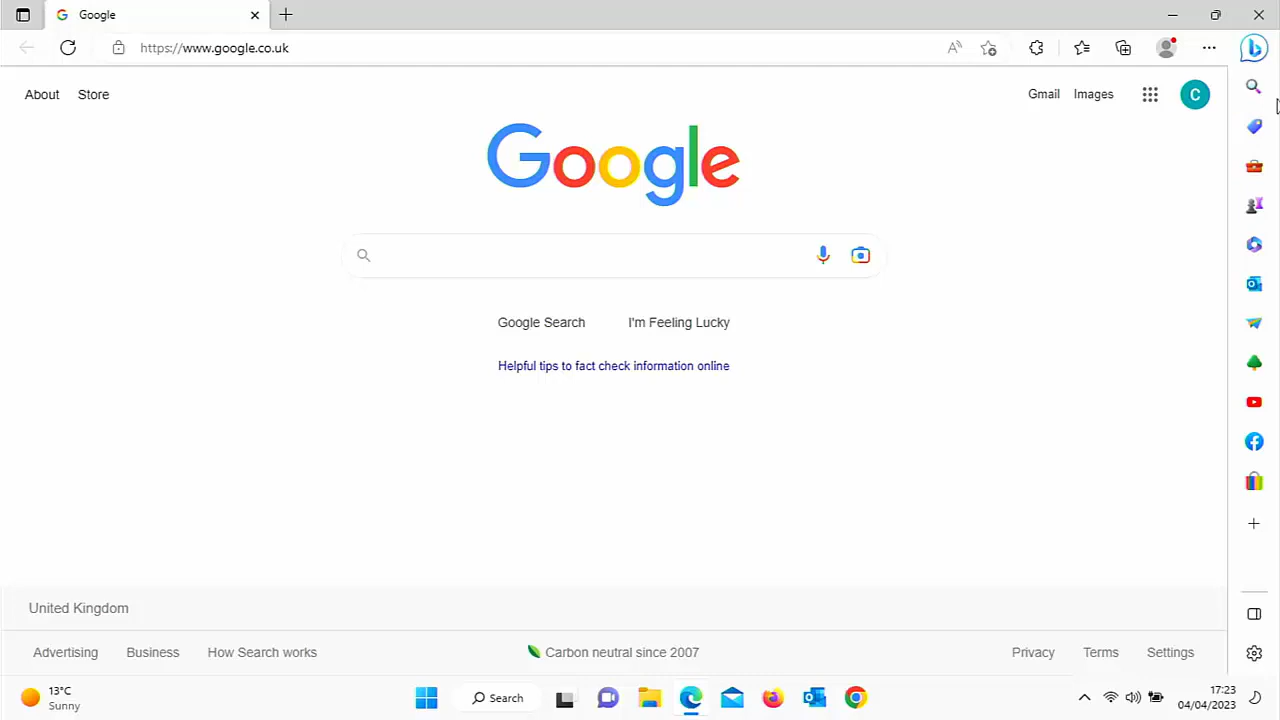 Google
https://www.google.co.uk
About Store
Gmail Images
C
Google
Google Search I'm Feeling Lucky
Helpful tips to fact check information online
United Kingdom
Advertising Business How Search works
Carbon neutral since 2007
Privacy Terms Settings
13°C
Sunny
Search
17:23
04/04/2023